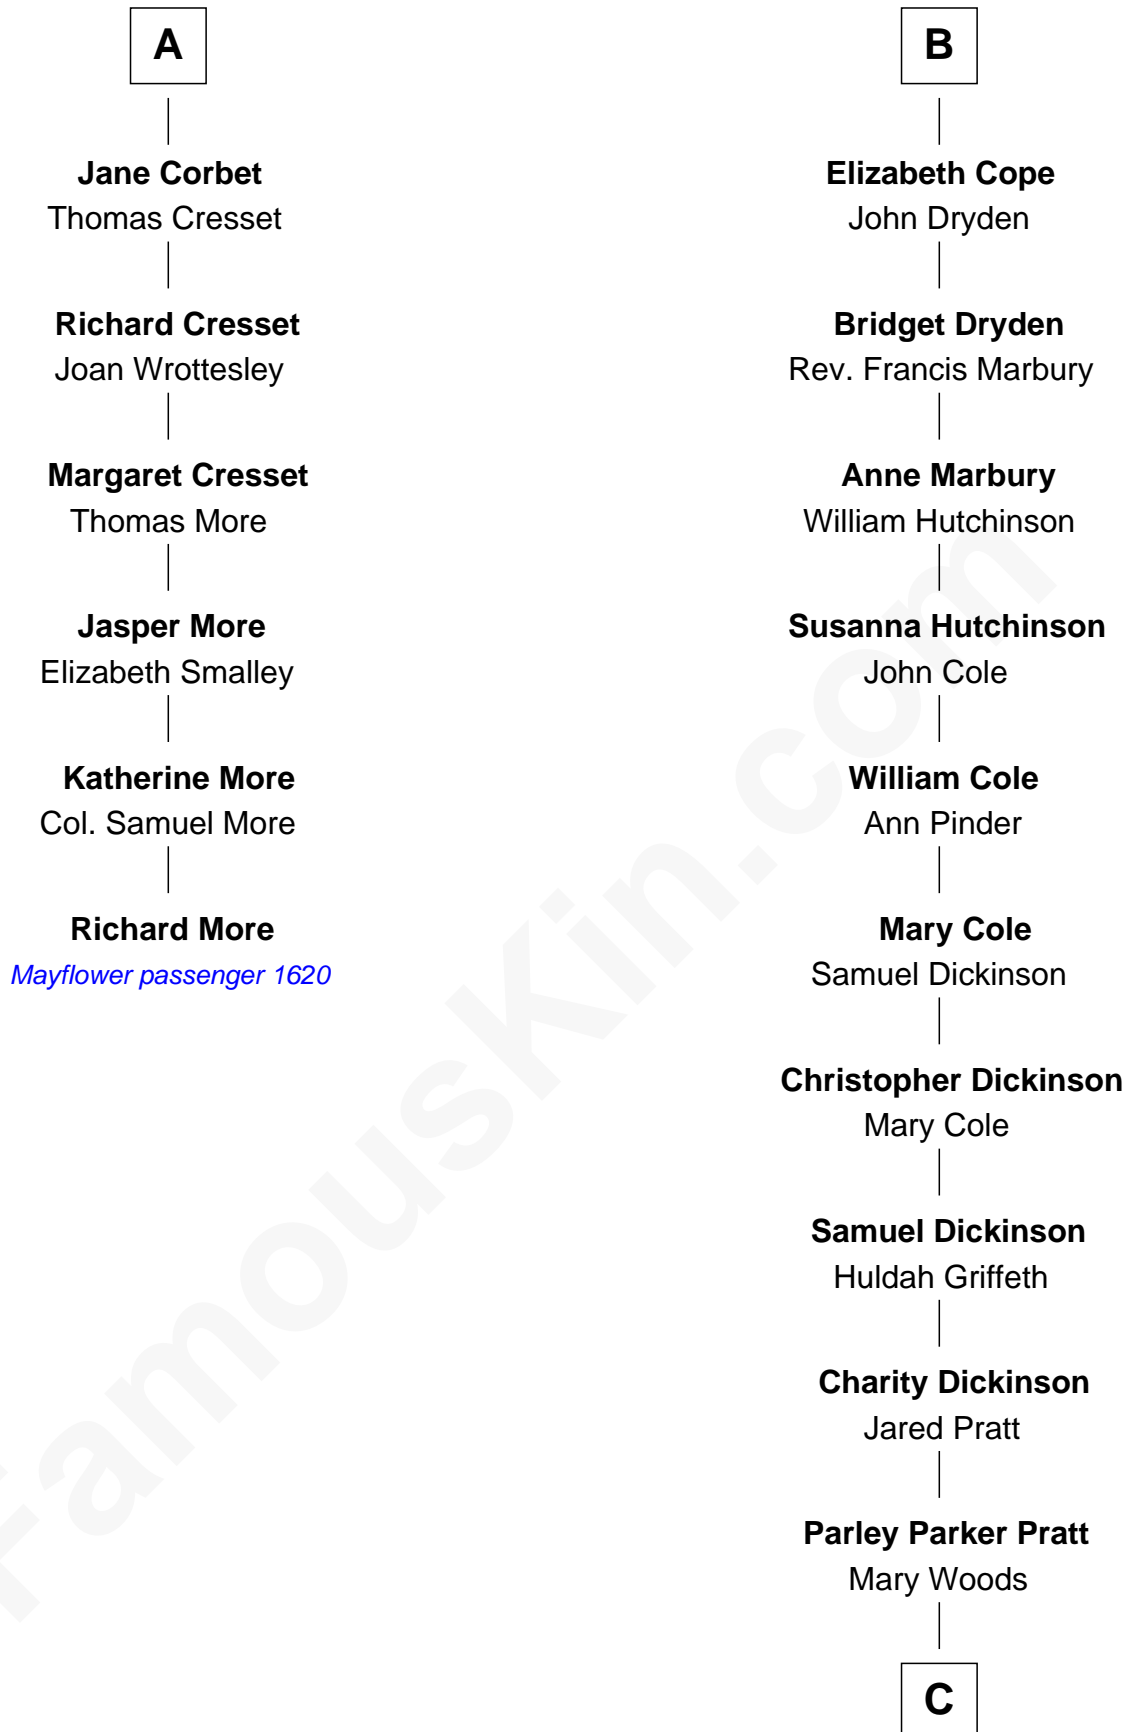 A
Jane Corbet
Thomas Cresset
Richard Cresset
Joan Wrottesley
Margaret Cresset
Thomas More
Jasper More
Elizabeth Smalley
Katherine More
Col. Samuel More
Richard More
Mayflower passenger 1620
B
Elizabeth Cope
John Dryden
Bridget Dryden
Rev. Francis Marbury
Anne Marbury
William Hutchinson
Susanna Hutchinson
John Cole
William Cole
Ann Pinder
Mary Cole
Samuel Dickinson
Christopher Dickinson
Mary Cole
Samuel Dickinson
Huldah Griffeth
Charity Dickinson
Jared Pratt
Parley Parker Pratt
Mary Woods
C
FamousKin.com